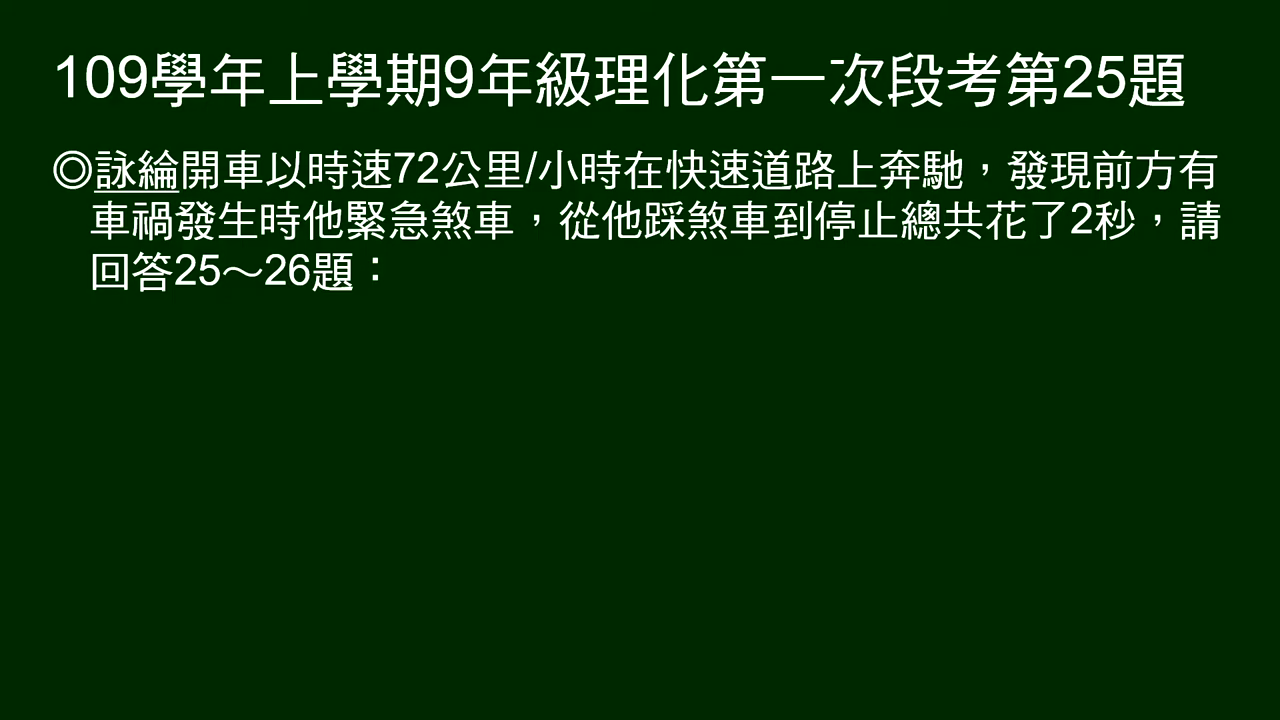 109學年上學期9年級理化第一次段考第25題
◎詠綸開車以時速72公里/小時在快速道路上奔馳，發現前方有
車禍發生時他緊急煞車，從他踩煞車到停止總共花了2秒，請
回答25～26題：